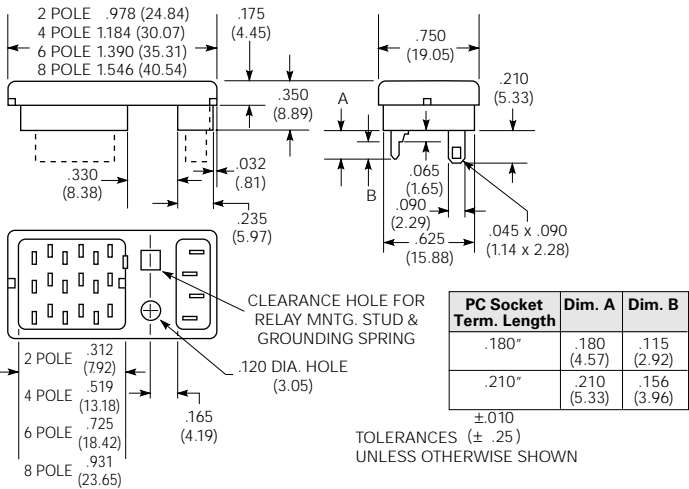 2 POLE .978 (24.84)
4 POLE 1.184 (30.07)
6 POLE 1.390 (35.31)
8 POLE 1.546 (40.54)
.175
(4.45)
.350
(8.89)
.330
(8.38)
.032
(.81)
.235
(5.97)
.750
(19.05)
.210
(5.33)
A
B
.065
(1.65)
.090
(2.29)
.625
(15.88)
.045 x .090
(1.14 x 2.28)
CLEARANCE HOLE FOR
RELAY MNTG. STUD &
GROUNDING SPRING
.120 DIA. HOLE
(3.05)
2 POLE .312
(7.92)
4 POLE .519
(13.18)
6 POLE .725
(18.42)
8 POLE .931
(23.65)
.165
(4.19)
PC Socket
Term. Length
Dim. A
Dim. B
.180"
.180
(4.57)
.115
(2.92)
.210"
.210
(5.33)
.156
(3.96)
±.010
TOLERANCES (± .25)
UNLESS OTHERWISE SHOWN